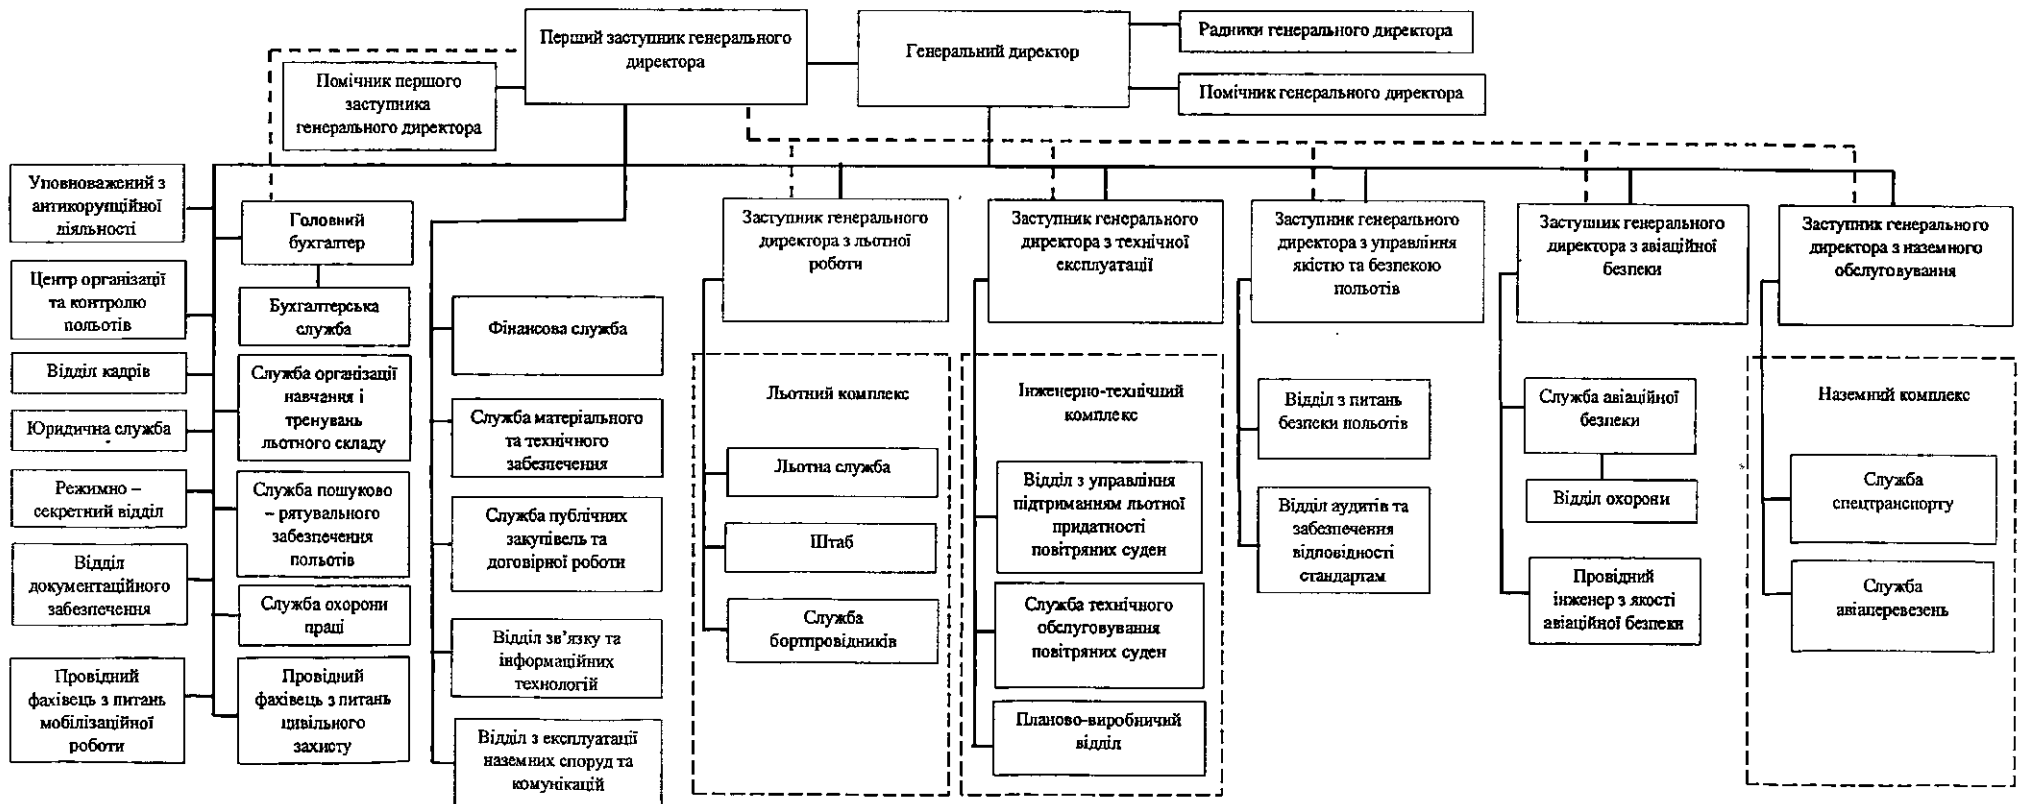 Перший заступник генерального
директора
Генеральний директор
Радники генерального директора
Помічник генерального директора
Помічник першого
заступника
генерального директора
Уповноважений з
антикорупційної
діяльності
Центр організації
та контролю
польотів
Відділ кадрів
Юридична служба
Режимно –
секретний відділ
Відділ
документаційного
забезпечення
Провідний
фахівець з питань
мобілізаційної
роботи
Головний
бухгалтер
Бухгалтерська
служба
Служба організації
навчання і
тренувань
льотного складу
Служба пошуково
– рятувального
забезпечення
польотів
Служба охорони
праці
Провідний
фахівець з питань
цивільного
захисту
Фінансова служба
Служба матеріального
та технічного
забезпечення
Служба публічних
закупівель та
договірної роботи
Відділ зв’язку та
інформаційних
технологій
Відділ з експлуатації
наземних споруд та
комунікацій
Заступник генерального
директора з льотної
роботи
Льотний комплекс
Льотна служба
Штаб
Служба
бортпровідників
Заступник генерального
директора з технічної
експлуатації
Інженерно-технічний
комплекс
Відділ з управління
підтриманням льотної
придатності
повітряних суден
Служба технічного
обслуговування
повітряних суден
Планово-виробничий
відділ
Заступник генерального
директора з управління
якістю та безпекою
польотів
Відділ з питань
безпеки польотів
Відділ аудитів та
забезпечення
відповідності
стандартам
Заступник генерального
директора з авіаційної
безпеки
Служба авіаційної
безпеки
Відділ охорони
Провідний
інженер з якості
авіаційної безпеки
Заступник генерального
директора з наземного
обслуговування
Наземний комплекс
Служба
спецтранспорту
Служба
авіаперевезень